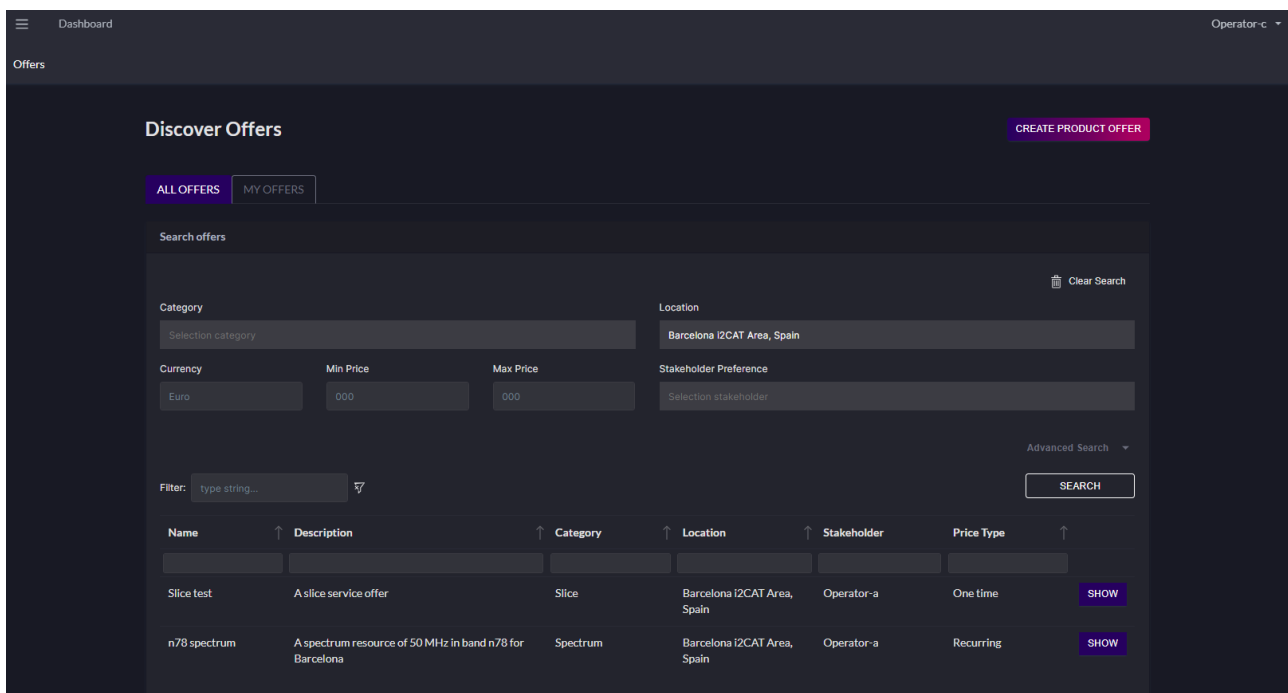 Dashboard
Operator-c
Offers
Discover Offers
CREATE PRODUCT OFFER
ALL OFFERS
MY OFFERS
Search offers
Clear Search
Category
Location
Selection category
Barcelona i2CAT Area, Spain
Currency
Min Price
Max Price
Stakeholder Preference
Euro
000
000
Selection stakeholder
Advanced Search
Filter:
type string...
SEARCH
Name
Description
Category
Location
Stakeholder
Price Type
Slice test
A slice service offer
Slice
Barcelona i2CAT Area,
Spain
Operator-a
One time
SHOW
n78 spectrum
A spectrum resource of 50 MHz in band n78 for
Barcelona
Spectrum
Barcelona i2CAT Area,
Spain
Operator-a
Recurring
SHOW